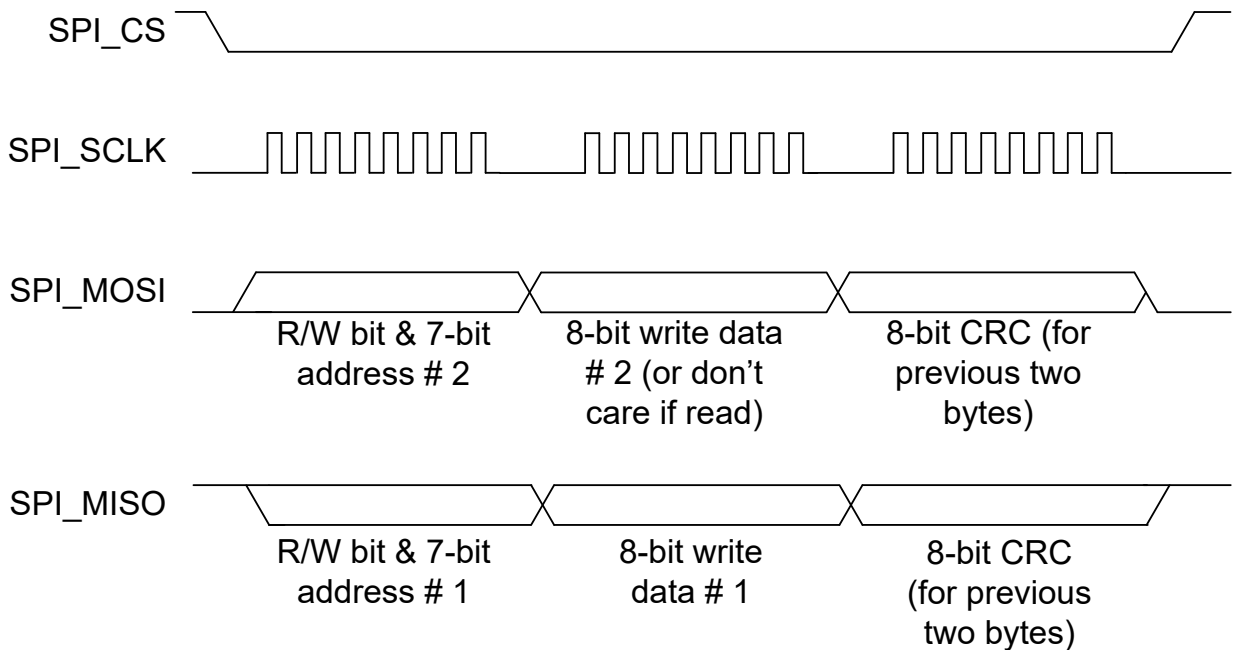 SPI_CS
SPI_SCLK
SPI_MOSI
R/W bit & 7-bit
address # 2
8-bit write data
# 2 (or don’t
care if read)
8-bit CRC (for
previous two
bytes)
SPI_MISO
R/W bit & 7-bit
address # 1
8-bit write
data # 1
8-bit CRC
(for previous
two bytes)